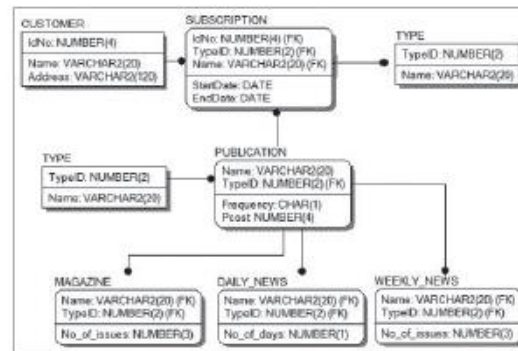 CUSTOMER
IdNo: NUMBER(4)
Name: VARCHAR2(20)
Address: VARCHAR2(120)
SUBSCRIPTION
IdNo: NUMBER(4) (FK)
TypeID: NUMBER(2) (FK)
Name: VARCHAR2(20) (FK)
StartDate: DATE
EndDate: DATE
TYPE
TypeID: NUMBER(2)
Name: VARCHAR2(20)
TYPE
TypeID: NUMBER(2)
Name: VARCHAR2(20)
PUBLICATION
Name: VARCHAR2(20)
TypeID: NUMBER(2) (FK)
Frequency: CHAR(1)
Pcost: NUMBER(4)
MAGAZINE
Name: VARCHAR2(20) (FK)
TypeID: NUMBER(2) (FK)
No_of_issues: NUMBER(3)
DAILY_NEWS
Name: VARCHAR2(20) (FK)
TypeID: NUMBER(2) (FK)
No_of_days: NUMBER(1)
WEEKLY_NEWS
Name: VARCHAR2(20) (FK)
TypeID: NUMBER(2) (FK)
No_of_issues: NUMBER(3)